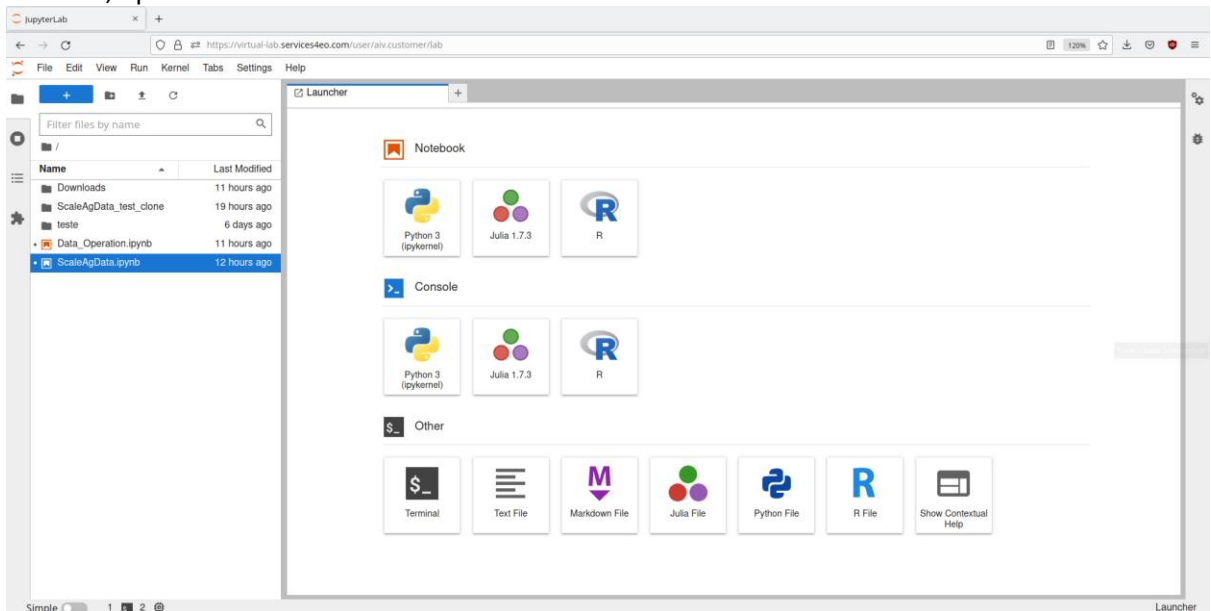 JupyterLab × +
https://virtual-lab.services4eo.com/user/aiv.customer/lab 120%
File Edit View Run Kernel Tabs Settings Help
+ Launcher +
Filter files by name
/
Name Last Modified
Downloads 11 hours ago
ScaleAgData_test_clone 19 hours ago
teste 6 days ago
Data_Operation.ipynb 11 hours ago
ScaleAgData.ipynb 12 hours ago
Notebook
Python 3 (ipykernel)
Julia 1.7.3
R
$_ Console
Python 3 (ipykernel)
Julia 1.7.3
R
$_ Other
$_ Terminal
Text File
M Markdown File
Julia File
Python File
R R File
Show Contextual Help
Simple 1 $_ 2 Launcher